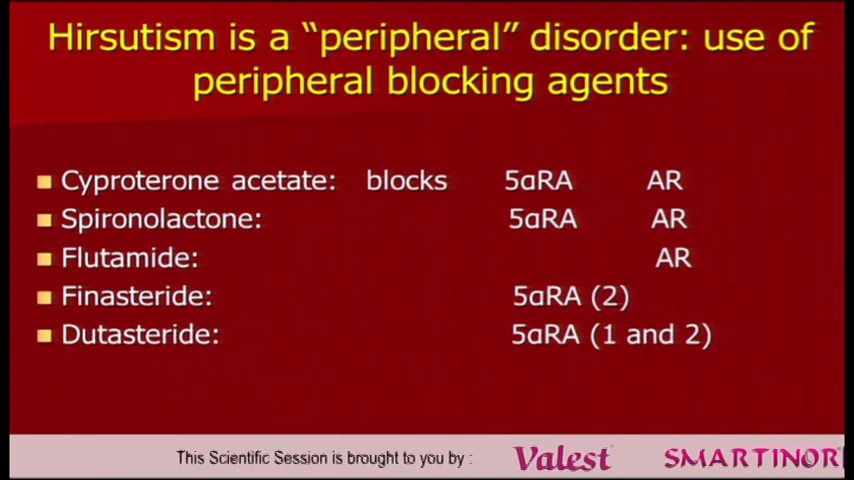 Hirsutism is a “peripheral” disorder: use of
peripheral blocking agents
Cyproterone acetate: blocks 5αRA AR
Spironolactone: 5αRA AR
Flutamide: AR
Finasteride: 5αRA (2)
Dutasteride: 5αRA (1 and 2)
This Scientific Session is brought to you by : Valest SMARTINOR